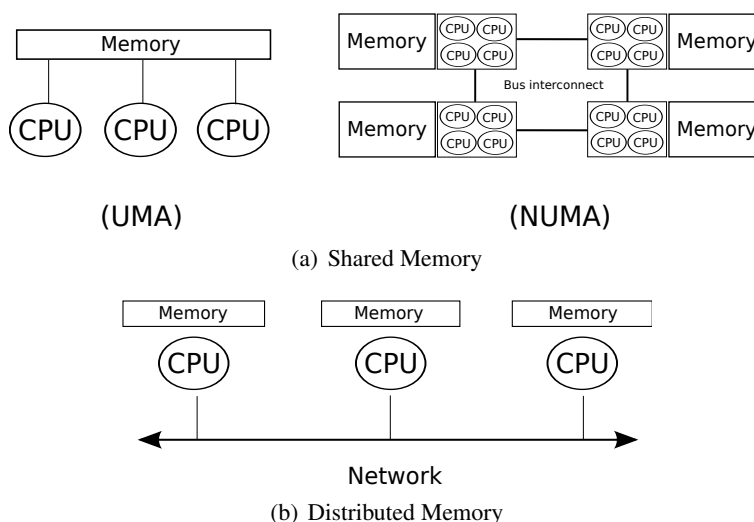 Memory
CPU CPU CPU
(UMA)
Memory CPU CPU CPU CPU Memory
CPU CPU CPU CPU
Bus interconnect
Memory CPU CPU CPU CPU Memory
CPU CPU CPU CPU
(NUMA)
(a) Shared Memory
Memory Memory Memory
CPU CPU CPU
Network
(b) Distributed Memory